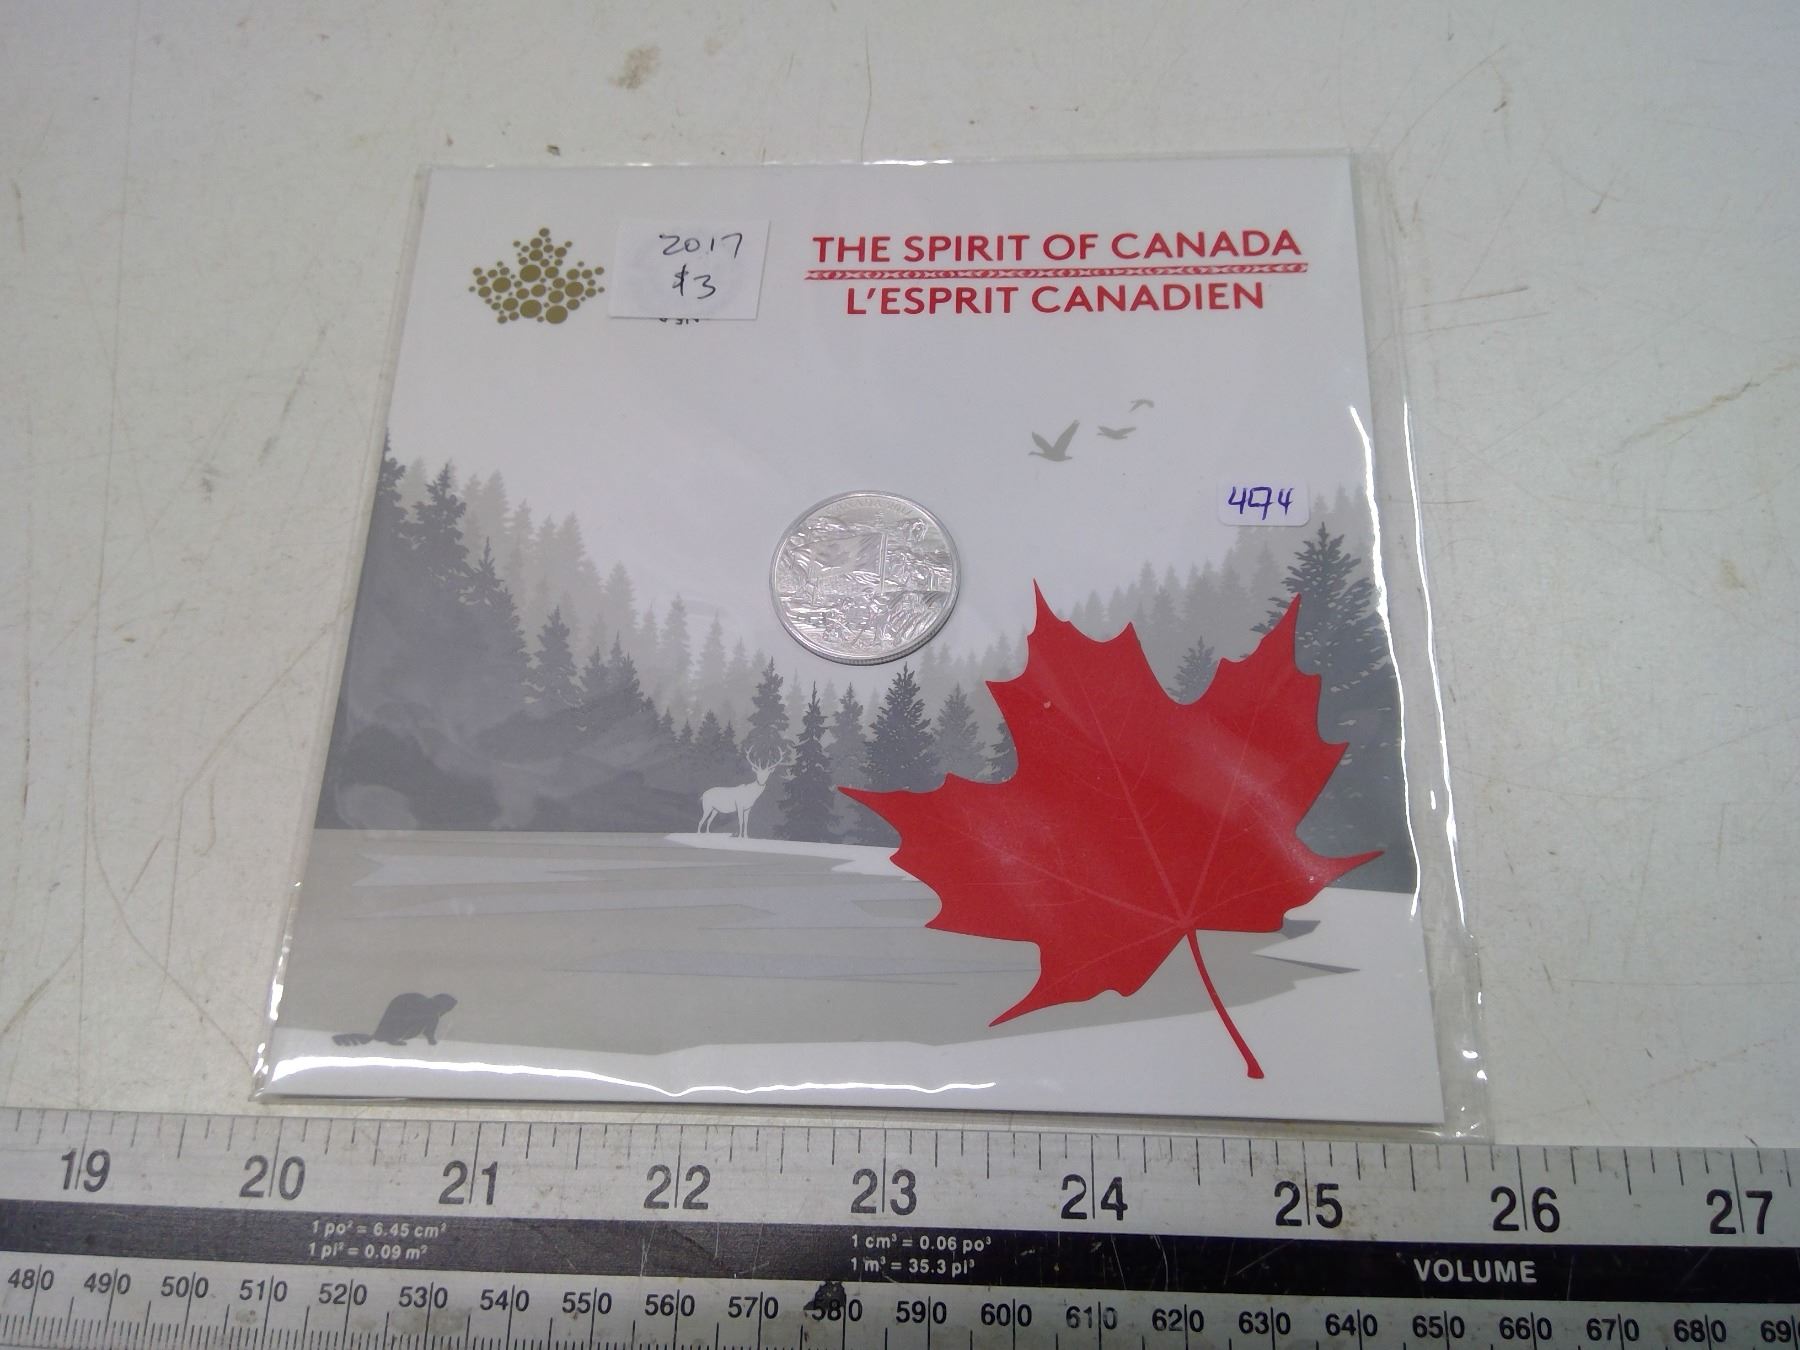 2017
$3
THE SPIRIT OF CANADA
L'ESPRIT CANADIEN
CANADA 2017
474
19 20 21 22 23 24 25 26 27
1 po² = 6.45 cm²
1 pi² = 0.09 m²
1 cm³ = 0.06 po³
1 m³ = 35.3 pi³
VOLUME
480 490 500 510 520 530 540 550 560 570 580 590 600 610 620 630 640 650 660 670 680 690